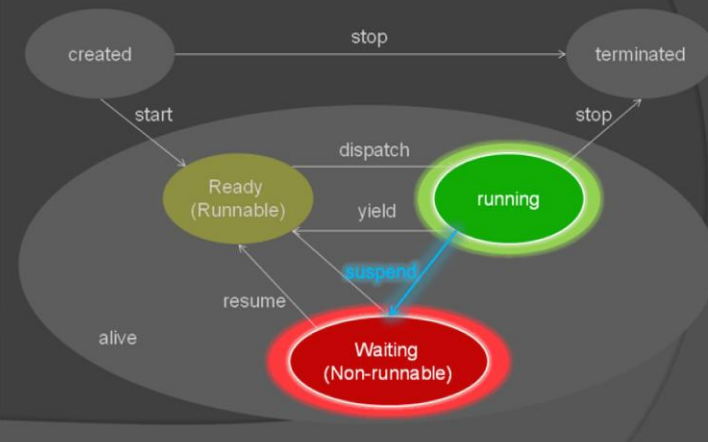 stop
created
terminated
start
stop
dispatch
Ready
(Runnable)
running
yield
suspend
resume
alive
Waiting
(Non-runnable)